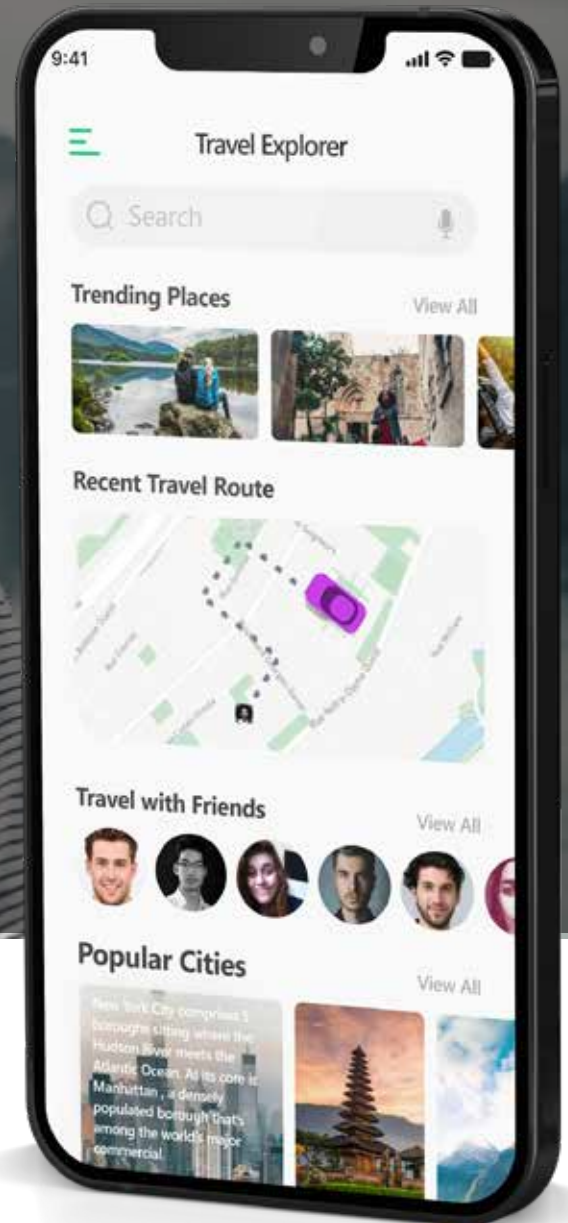 9:41
Travel Explorer
Search
Trending Places
View All
Recent Travel Route
Travel with Friends
View All
Popular Cities
View All
New York City comprises 5
boroughs sitting where the
Hudson River meets the
Atlantic Ocean. At its core is
Manhattan , a densely
populated borough that's
among the world's major
commercial